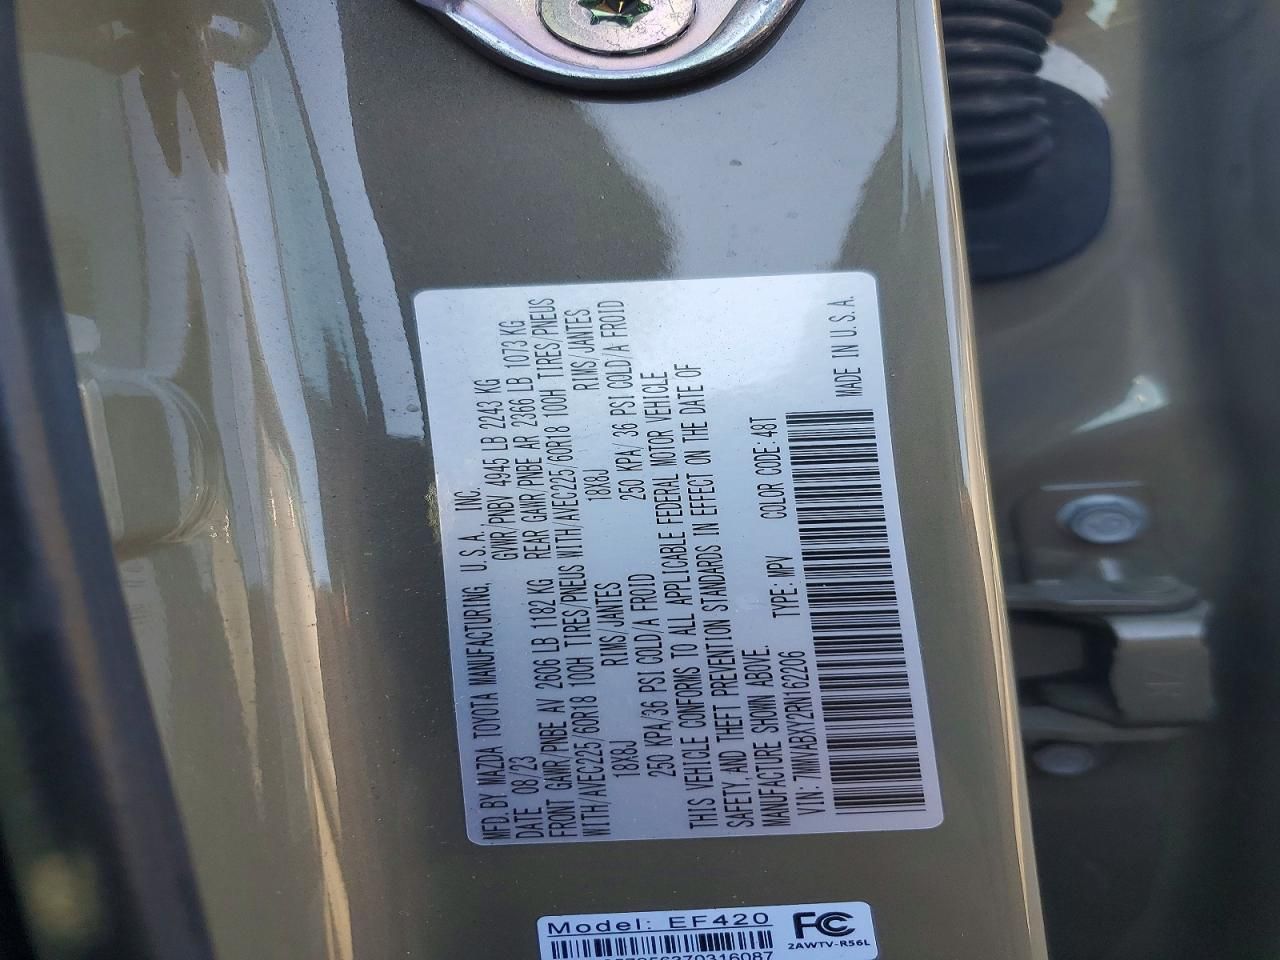 MFD. BY MAZDA TOYOTA MANUFACTURING, U.S.A., INC.
DATE 08/23 GVWR/PNBV 4945 LB 2243 KG
FRONT GAWR/PNBE AV 2606 LB 1182 KG REAR GAWR PNBE AR 2366 LB 1073 KG
WITH/AVEC225/60R18 100H TIRES/PNEUS WITH/AVEC225/60R18 100H TIRES/PNEUS
18X8J RIMS/JANTES 18X8J RIMS/JANTES
250 KPA/36 PSI COLD/A FROID 250 KPA/ 36 PSI COLD/A FROID
THIS VEHICLE CONFORMS TO ALL APPLICABLE FEDERAL MOTOR VEHICLE
SAFETY, AND THEFT PREVENTION STANDARDS IN EFFECT ON THE DATE OF
MANUFACTURE SHOWN ABOVE.
VIN: 7MMVABXY2RN162206 TYPE: MPV COLOR CODE: 48T
MADE IN U.S.A.
Model: EF420
FC
2AWTV-R56L